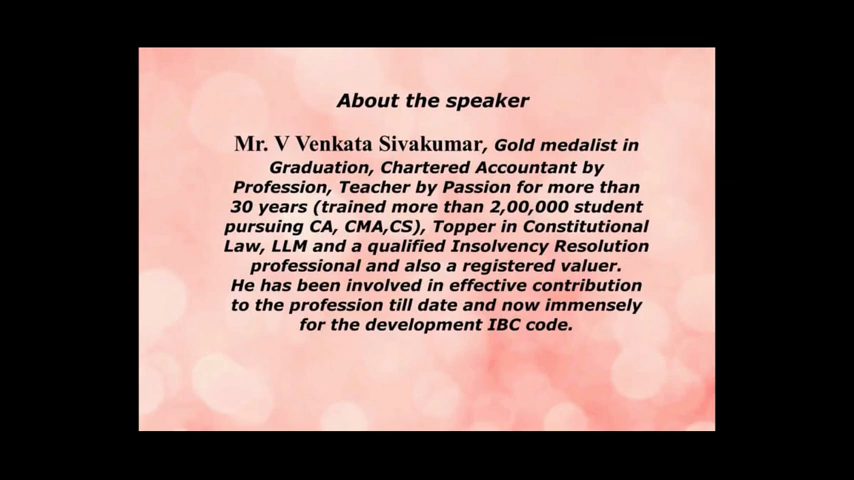 About the speaker
Mr. V Venkata Sivakumar, Gold medalist in
Graduation, Chartered Accountant by
Profession, Teacher by Passion for more than
30 years (trained more than 2,00,000 student
pursuing CA, CMA,CS), Topper in Constitutional
Law, LLM and a qualified Insolvency Resolution
professional and also a registered valuer.
He has been involved in effective contribution
to the profession till date and now immensely
for the development IBC code.